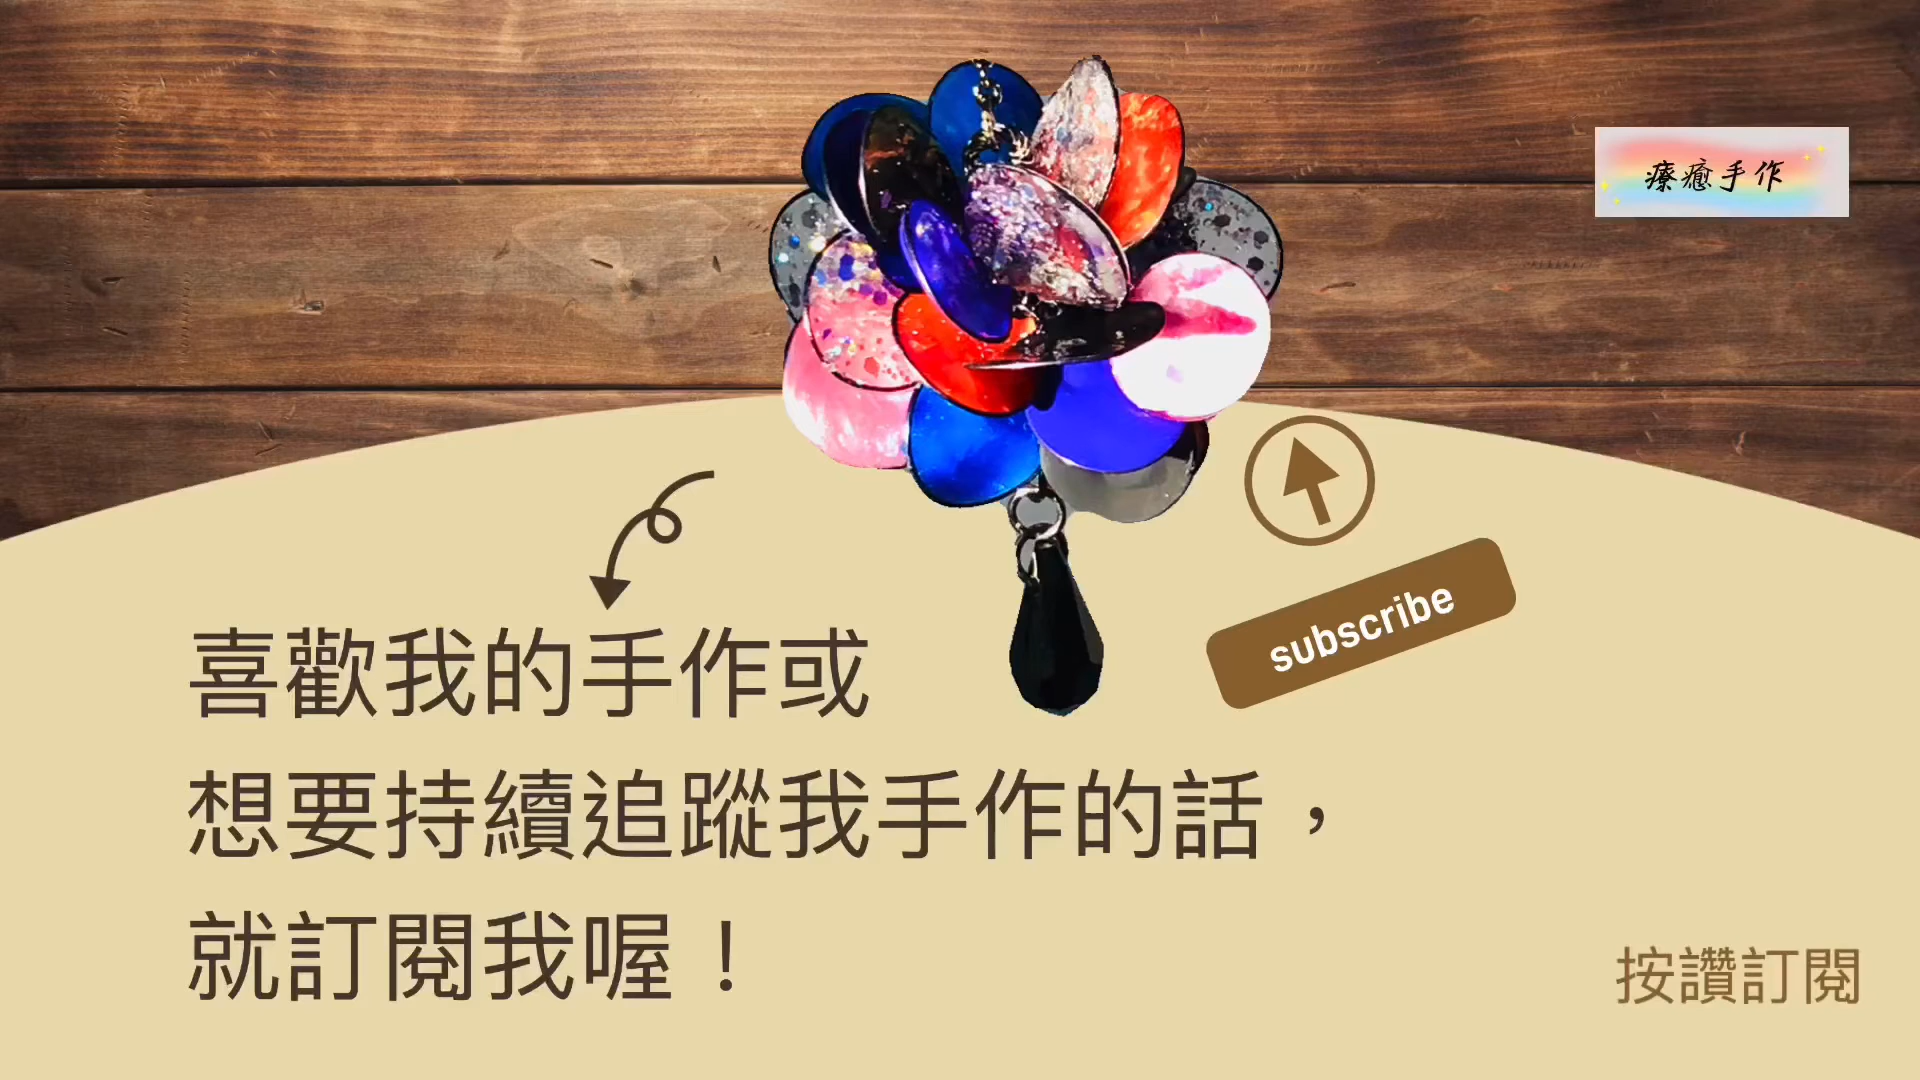 療癒手作
subscribe
喜歡我的手作或
想要持續追蹤我手作的話，
就訂閱我喔！
按讚訂閱